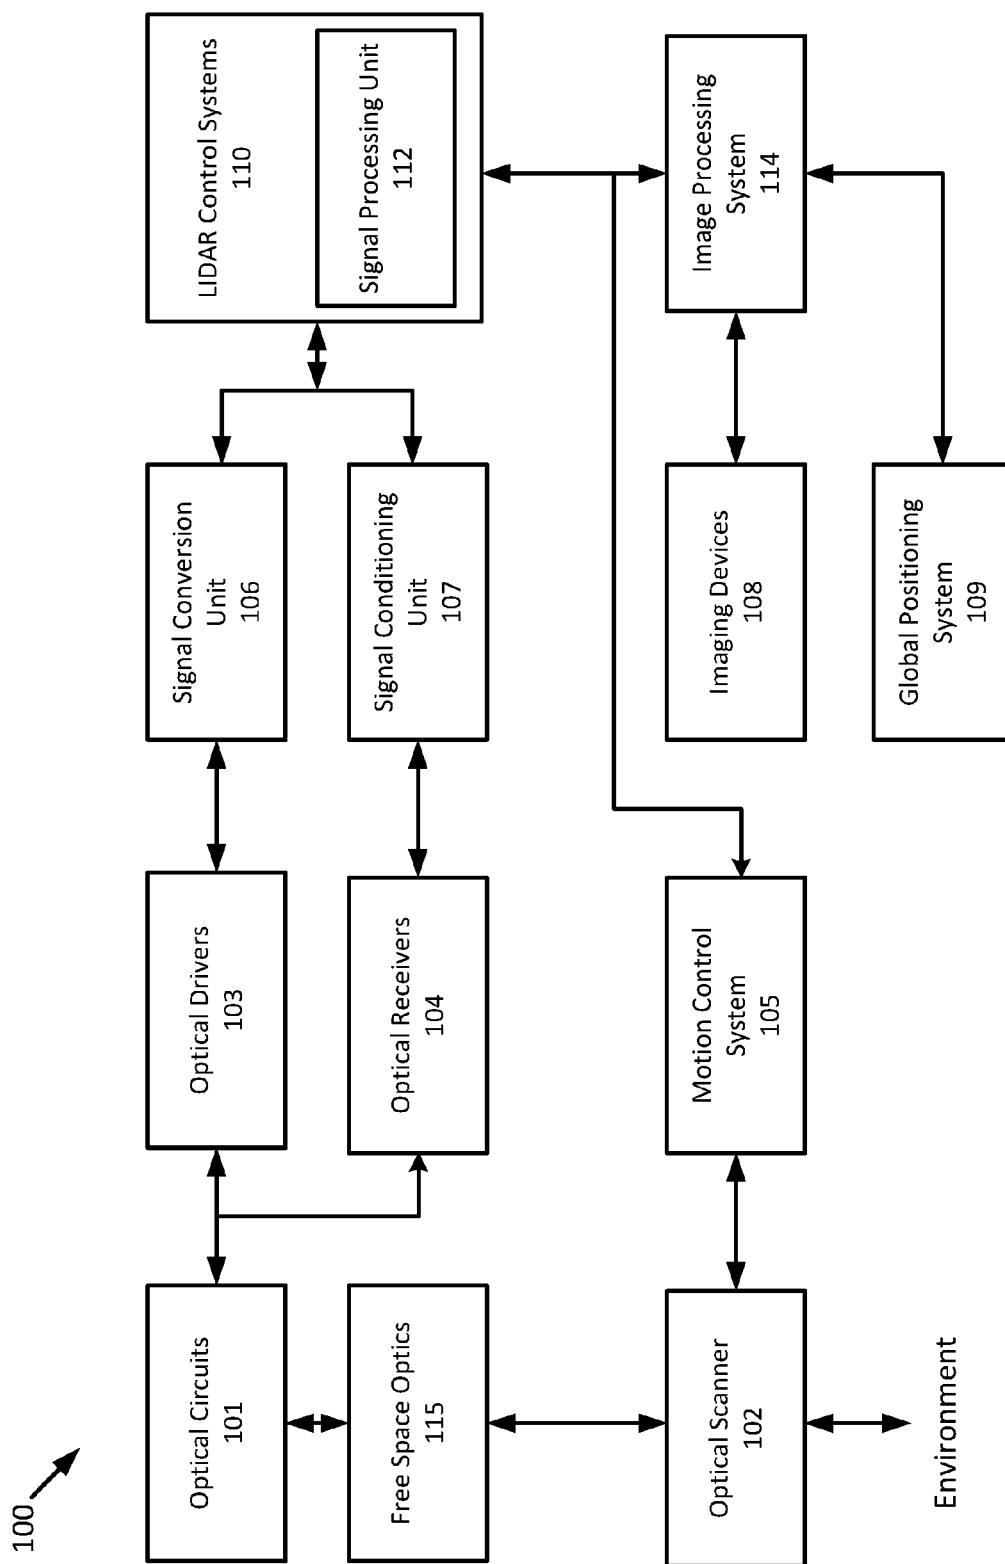 100
Optical Circuits
101
Free Space Optics
115
Optical Scanner
102
Environment
Optical Drivers
103
Optical Receivers
104
Motion Control
System
105
Signal Conversion
Unit
106
Signal Conditioning
Unit
107
Imaging Devices
108
Global Positioning
System
109
LIDAR Control Systems
110
Signal Processing Unit
112
Image Processing
System
114